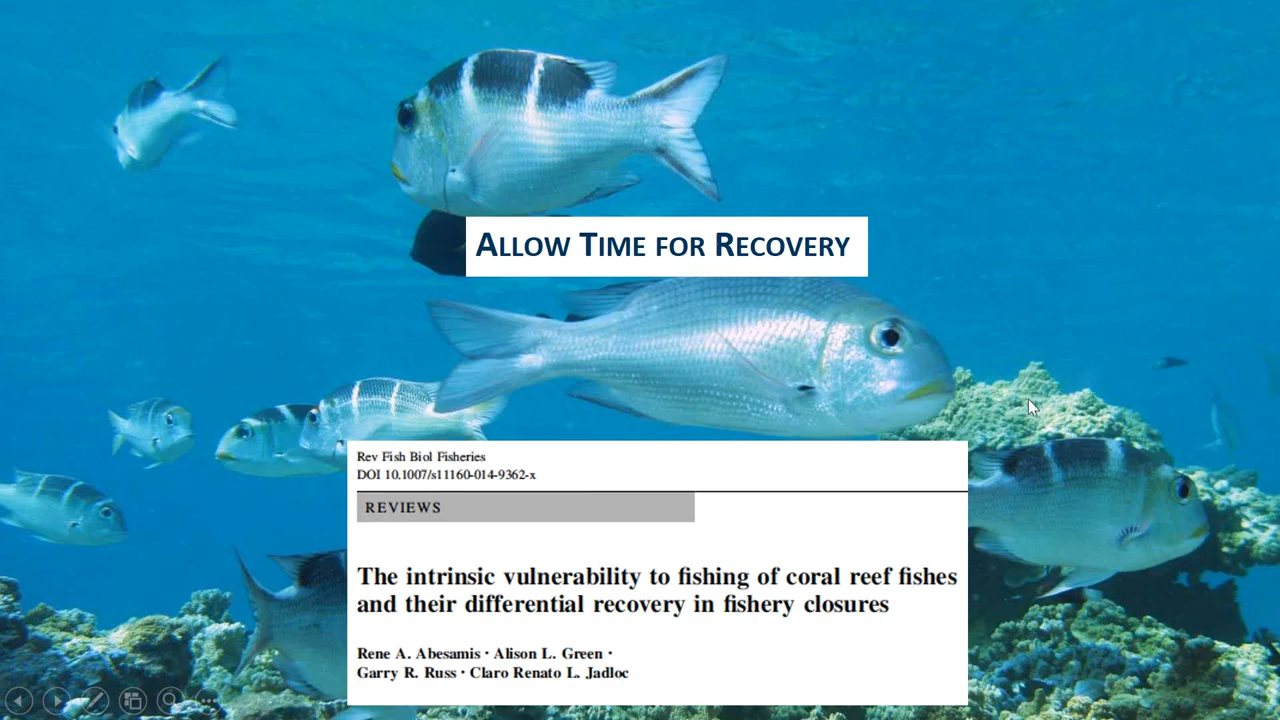 ALLOW TIME FOR RECOVERY
Rev Fish Biol Fisheries
DOI 10.1007/s11160-014-9362-x
REVIEWS
The intrinsic vulnerability to fishing of coral reef fishes
and their differential recovery in fishery closures
Rene A. Abesamis · Alison L. Green ·
Garry R. Russ · Claro Renato L. Jadloc